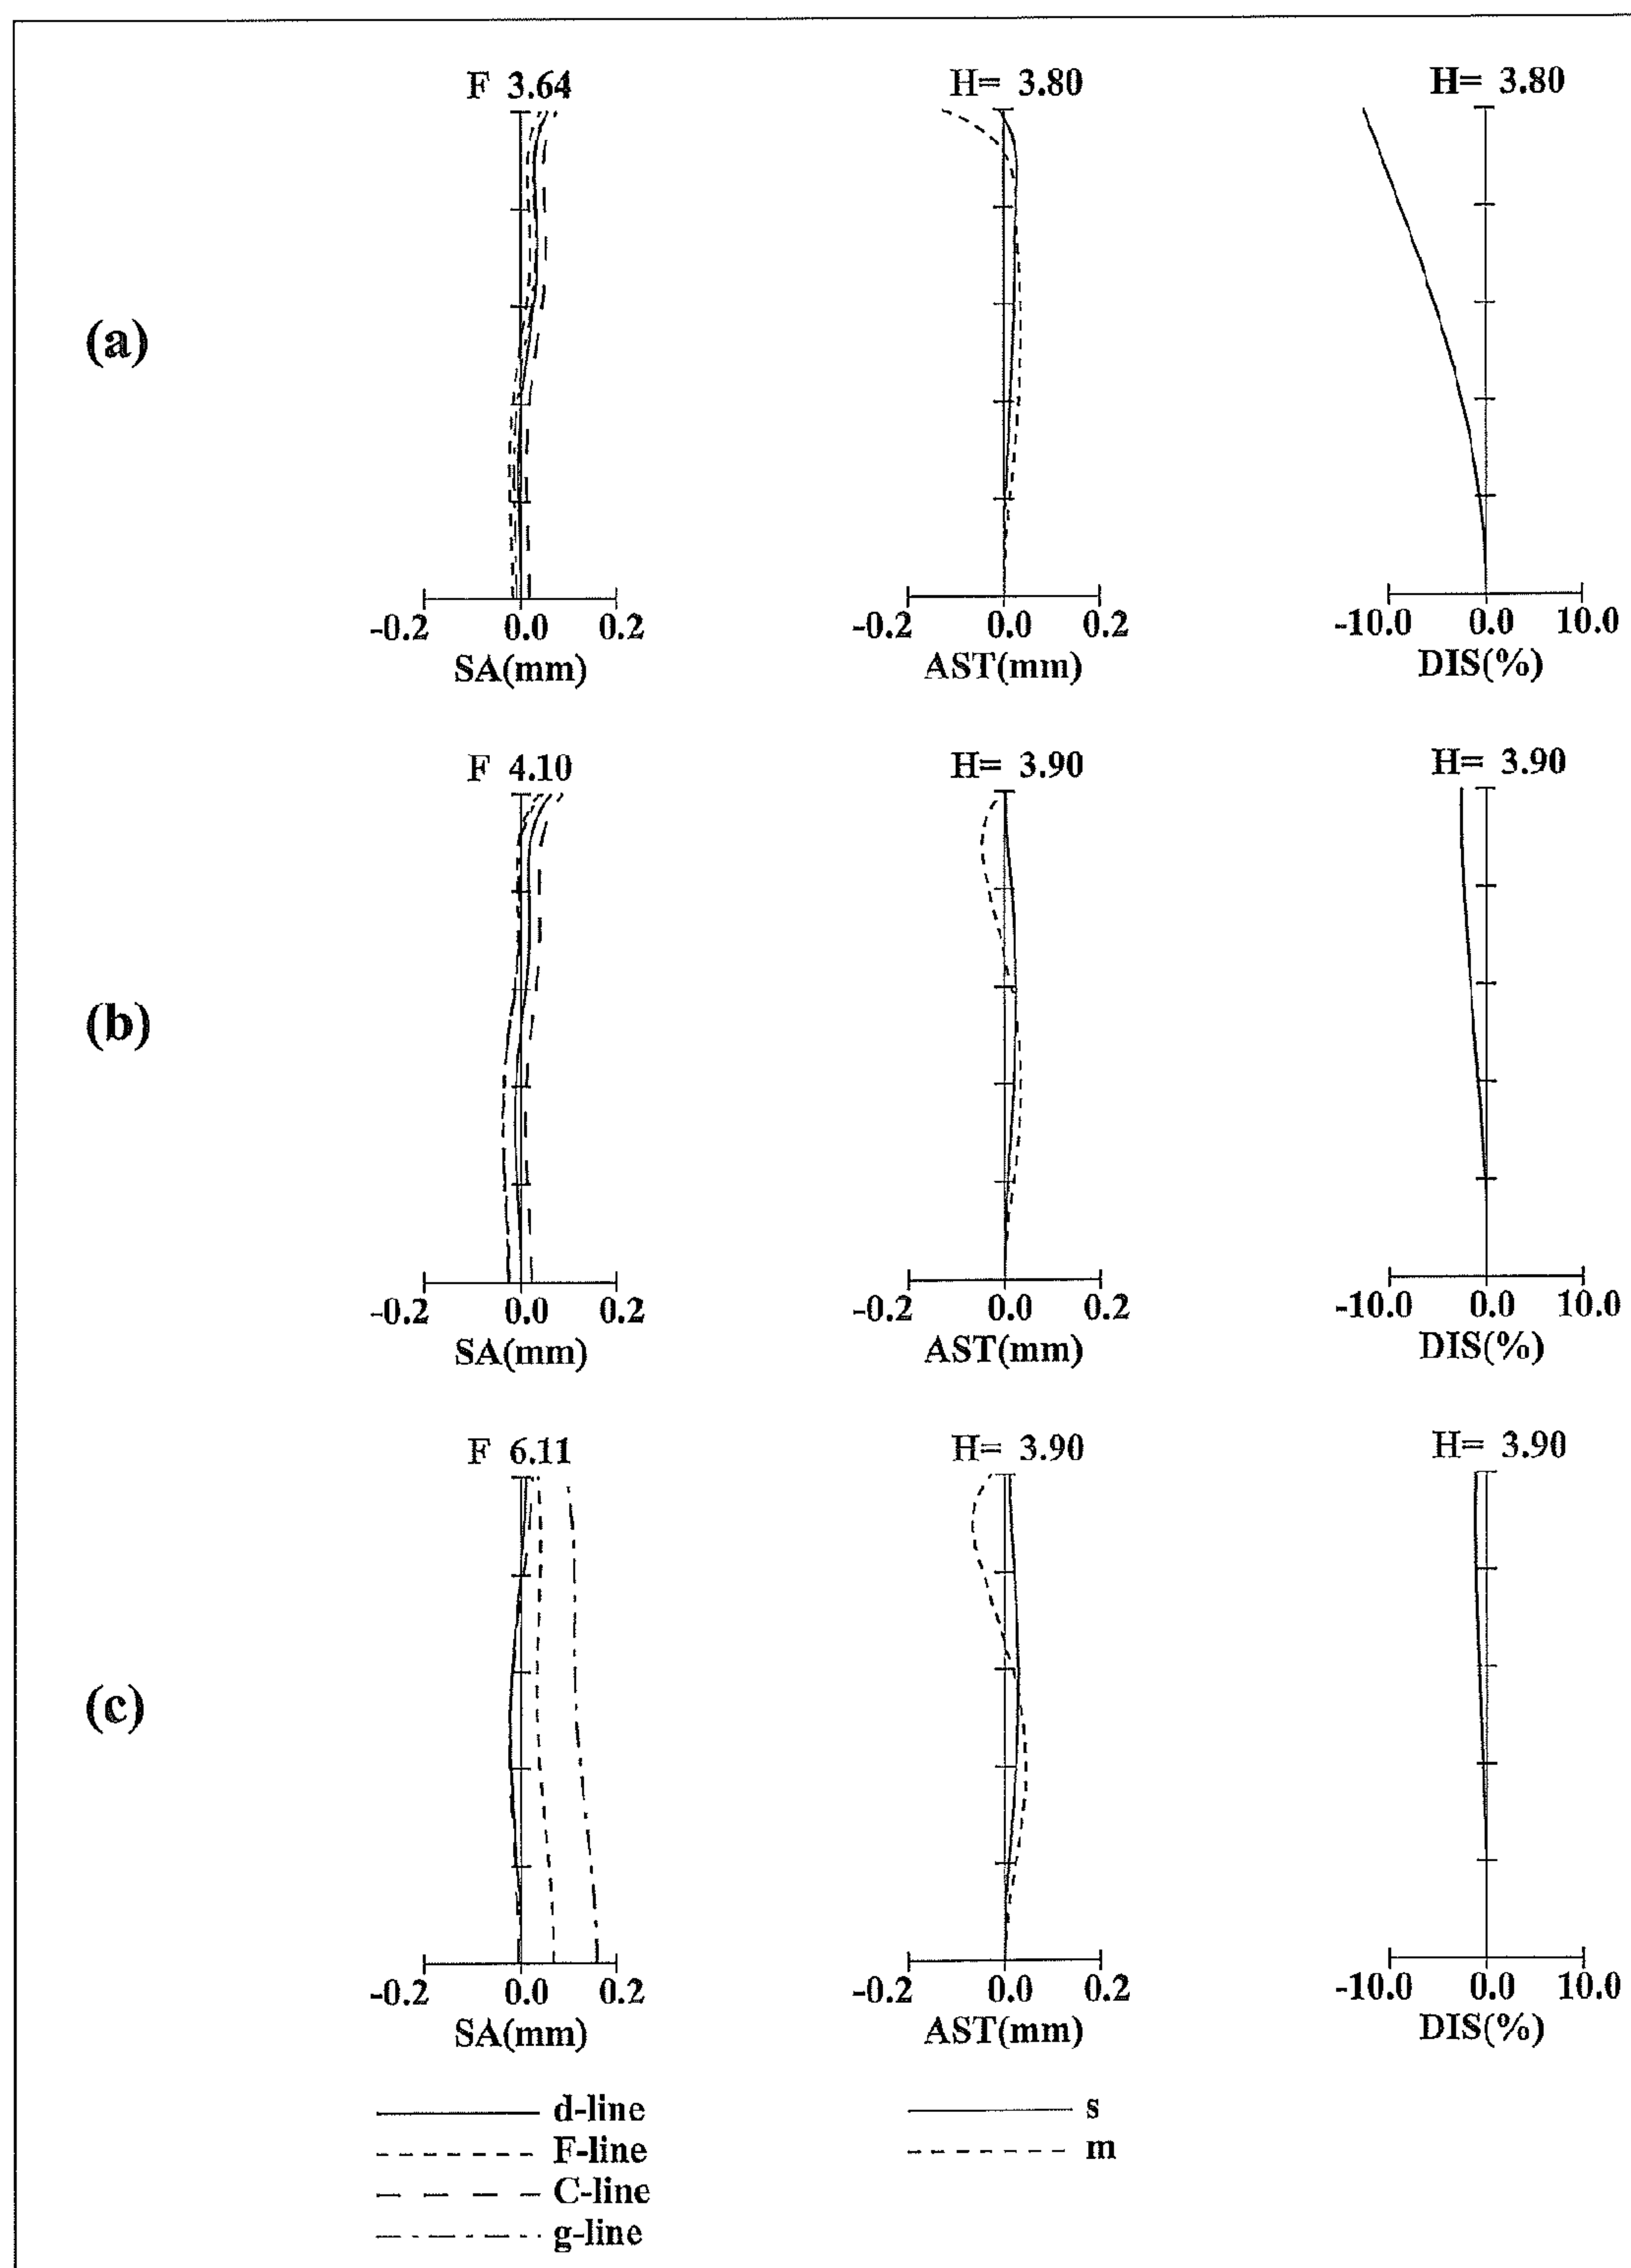 F 3.64
H= 3.80
H= 3.80
(a)
-0.2 0.0 0.2
SA(mm)
-0.2 0.0 0.2
AST(mm)
-10.0 0.0 10.0
DIS(%)
F 4.10
H= 3.90
H= 3.90
(b)
-0.2 0.0 0.2
SA(mm)
-0.2 0.0 0.2
AST(mm)
-10.0 0.0 10.0
DIS(%)
F 6.11
H= 3.90
H= 3.90
(c)
-0.2 0.0 0.2
SA(mm)
-0.2 0.0 0.2
AST(mm)
-10.0 0.0 10.0
DIS(%)
d-line
F-line
C-line
g-line
s
m